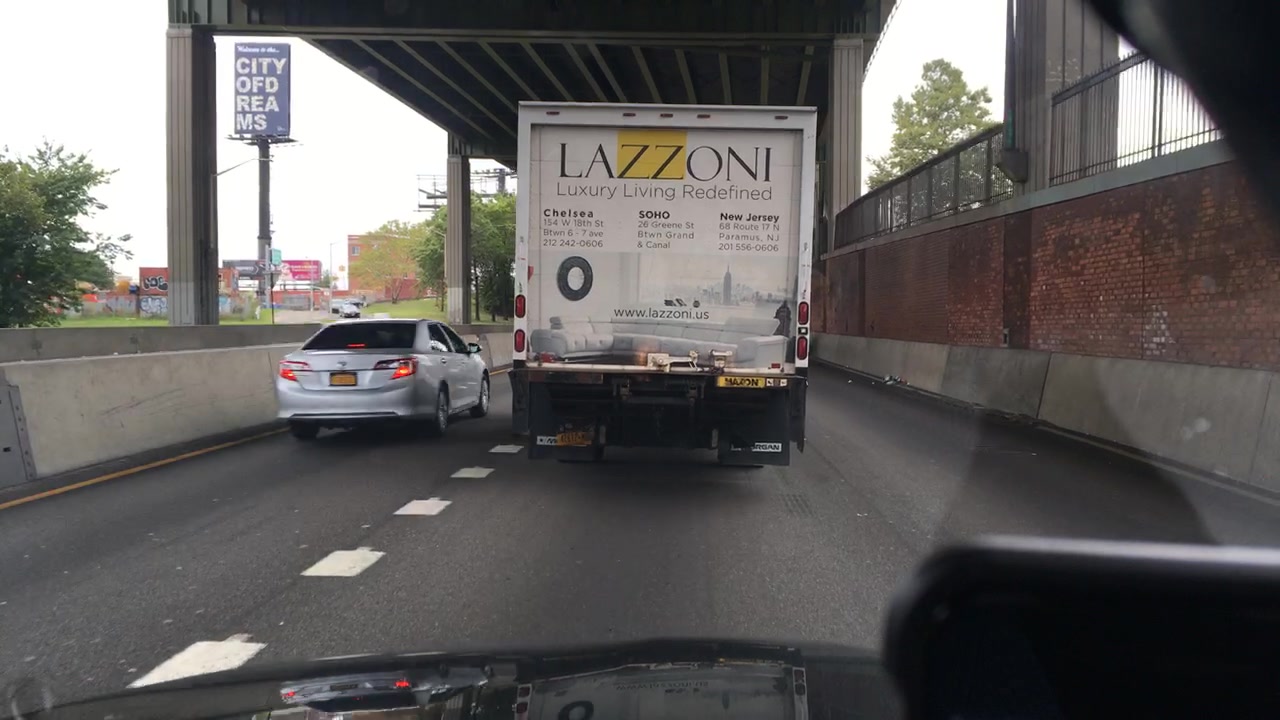 Welcome to the...
CITY
OFD
REA
MS
LAZZONI
Luxury Living Redefined
Chelsea
154 W 18th St
Btwn 6 - 7 ave
212 242-0606
SOHO
26 Greene St
Btwn Grand
& Canal
New Jersey
68 Route 17 N
Paramus, NJ
201 556-0606
www.lazzoni.us
MAXON